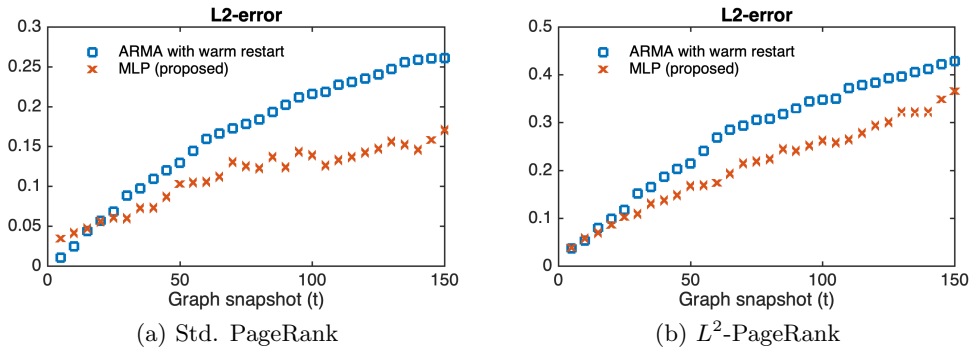 L2-error
0.25
0.2
0.15
0.1
0.05
0
ARMA with warm restart
MLP (proposed)
0 50 100 150
Graph snapshot (t)
(a) Std. PageRank
L2-error
0.5
0.4
0.3
0.2
0.1
0
ARMA with warm restart
MLP (proposed)
0 50 100 150
Graph snapshot (t)
(b) L²-PageRank